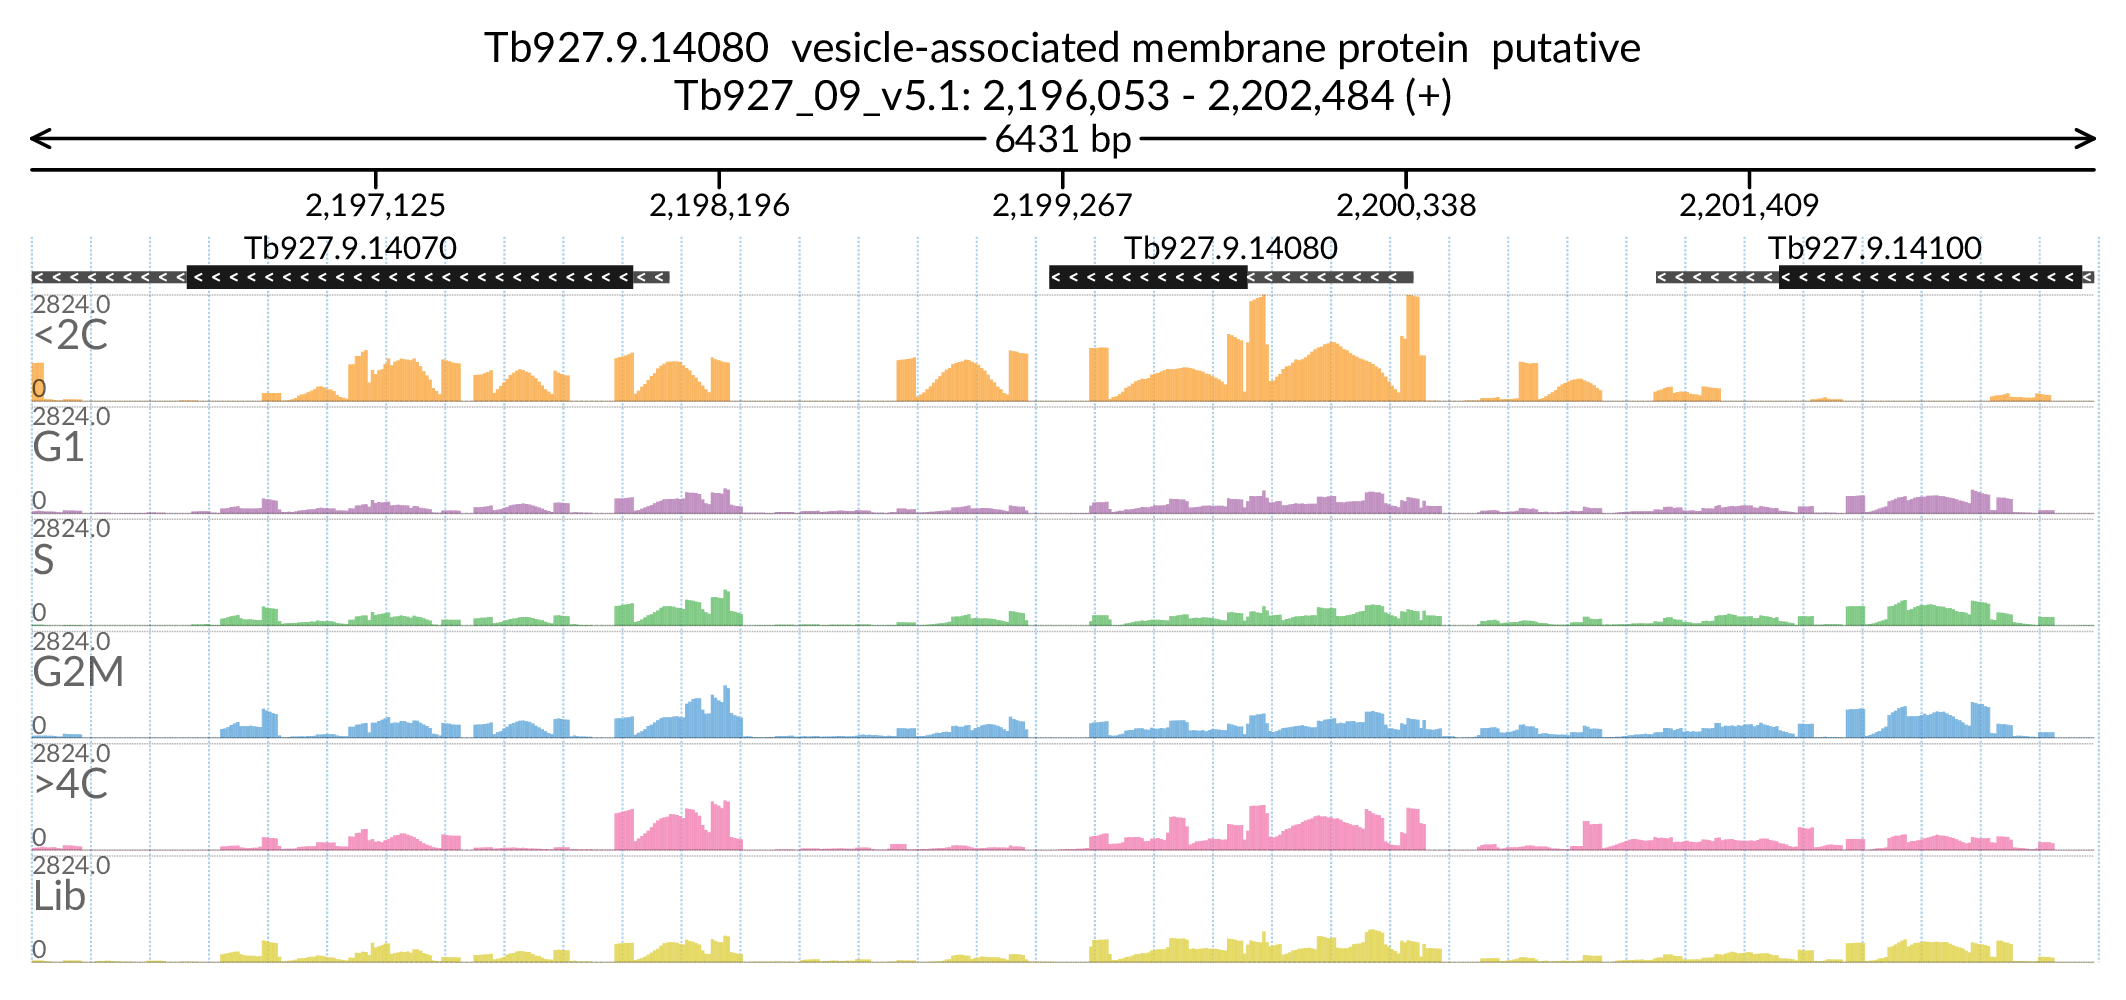 Tb927.9.14080 vesicle-associated membrane protein putative
Tb927_09_v5.1: 2,196,053 - 2,202,484 (+)
6431 bp
2,197,125 2,198,196 2,199,267 2,200,338 2,201,409
Tb927.9.14070 Tb927.9.14080 Tb927.9.14100
2824.0
<2C
0
2824.0
G1
0
2824.0
S
0
2824.0
G2M
0
2824.0
>4C
0
2824.0
Lib
0